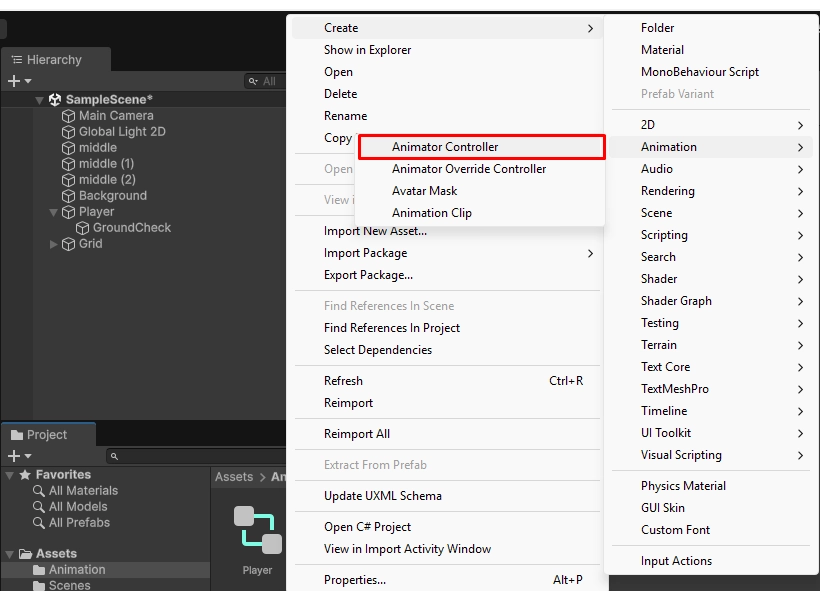 Hierarchy
All
SampleScene*
Main Camera
Global Light 2D
middle
middle (1)
middle (2)
Background
Player
GroundCheck
Grid
Create
Show in Explorer
Open
Delete
Rename
Copy
Open
View i
Import New Asset...
Import Package
Export Package...
Find References In Scene
Find References In Project
Select Dependencies
Refresh Ctrl+R
Reimport
Reimport All
Extract From Prefab
Update UXML Schema
Open C# Project
View in Import Activity Window
Properties... Alt+P
Animator Controller
Animator Override Controller
Avatar Mask
Animation Clip
Folder
Material
MonoBehaviour Script
Prefab Variant
2D
Animation
Audio
Rendering
Scene
Scripting
Search
Shader
Shader Graph
Testing
Terrain
Text Core
TextMeshPro
Timeline
UI Toolkit
Visual Scripting
Physics Material
GUI Skin
Custom Font
Input Actions
Project
Favorites
All Materials
All Models
All Prefabs
Assets
Animation
Scenes
Assets > An
Player